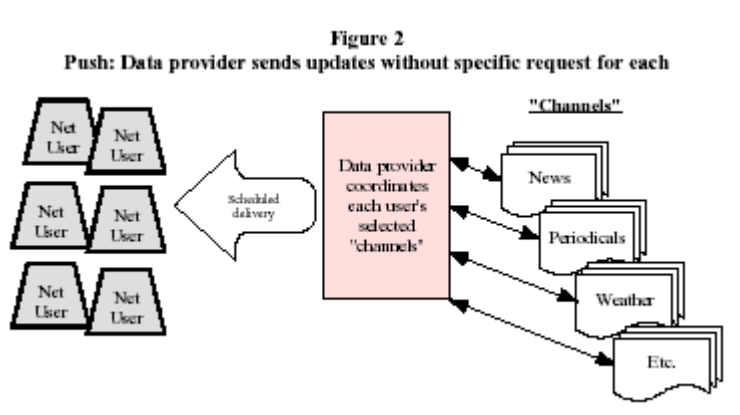 Figure 2
Push: Data provider sends updates without specific request for each
"Channels"
Net
User
Net
User
Net
User
Net
User
Net
User
Net
User
Scheduled
delivery
Data provider
coordinates
each user's
selected
"channels"
News
Periodicals
Weather
Etc.